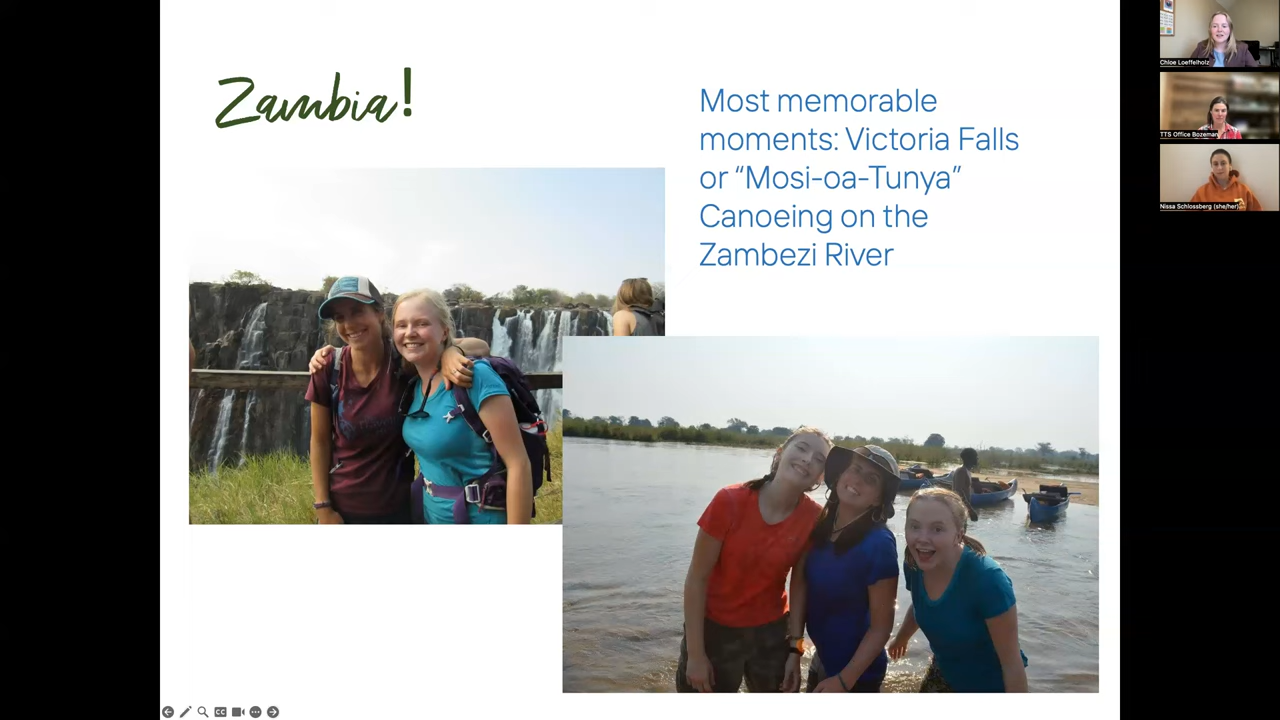 Zambia!
Most memorable
moments: Victoria Falls
or “Mosi-oa-Tunya”
Canoeing on the
Zambezi River
Chloe Loeffelholz
TTS Office Bozeman
Nissa Schlossberg (she/her)
CC